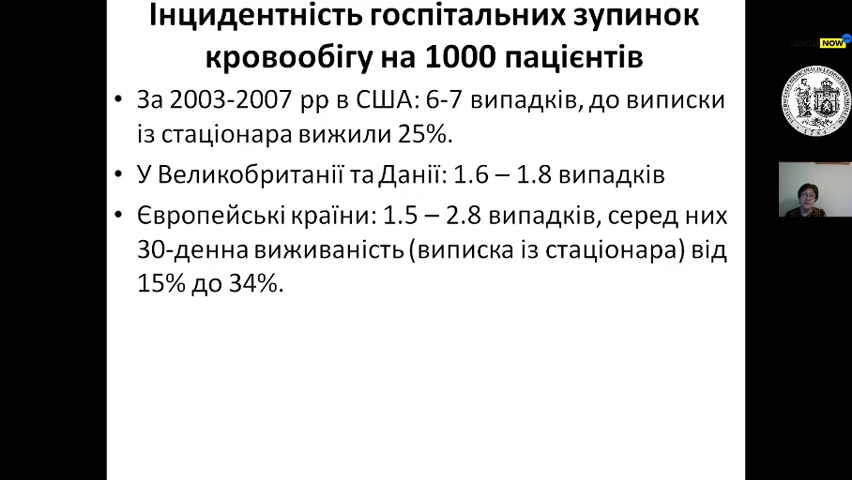 Інцидентність госпітальних зупинок
кровообігу на 1000 пацієнтів
• За 2003-2007 рр в США: 6-7 випадків, до виписки
із стаціонара вижили 25%.
• У Великобританії та Данії: 1.6 – 1.8 випадків
• Європейські країни: 1.5 – 2.8 випадків, серед них
30-денна виживаність (виписка із стаціонара) від
15% до 34%.
NOW
1784